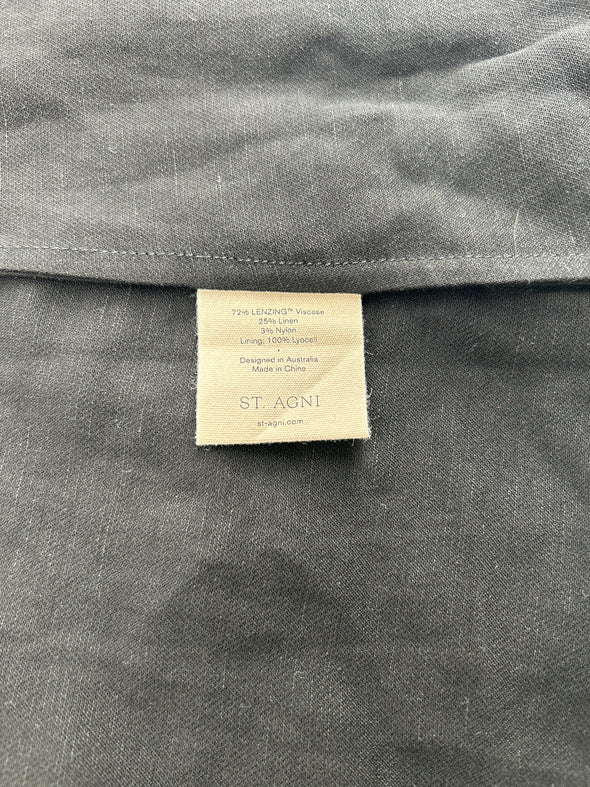 72% LENZING™ Viscose
25% Linen
3% Nylon
Lining: 100% Lyocell
Designed in Australia
Made in China
ST. AGNI
st-agni.com